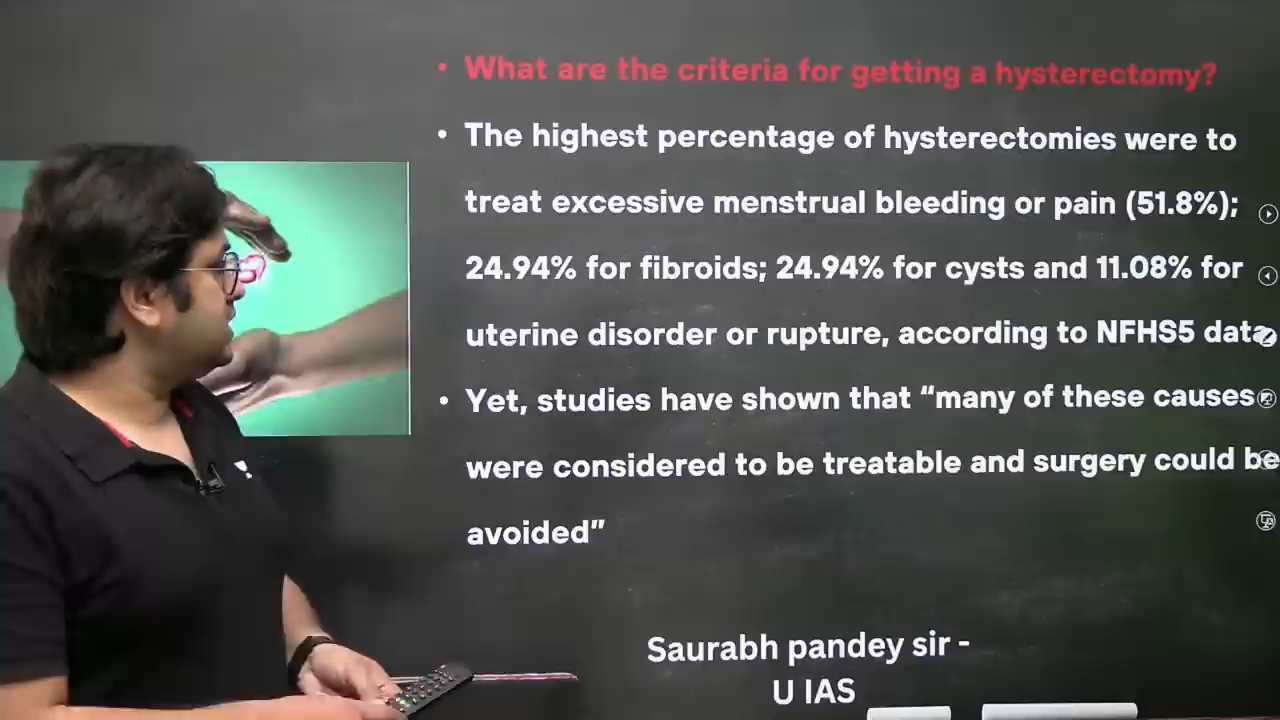 • What are the criteria for getting a hysterectomy?
• The highest percentage of hysterectomies were to
treat excessive menstrual bleeding or pain (51.8%);
24.94% for fibroids; 24.94% for cysts and 11.08% for
uterine disorder or rupture, according to NFHS5 data
• Yet, studies have shown that “many of these causes
were considered to be treatable and surgery could be
avoided”
Saurabh pandey sir -
U IAS